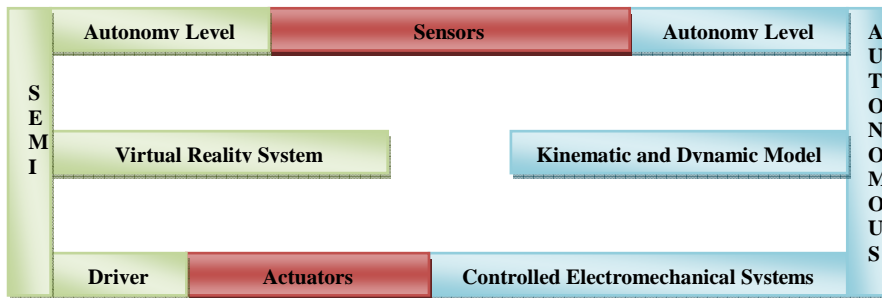 SEMI
Autonomy Level
Sensors
Autonomy Level
AUTONOMOUS
Virtual Reality System
Kinematic and Dynamic Model
Driver
Actuators
Controlled Electromechanical Systems